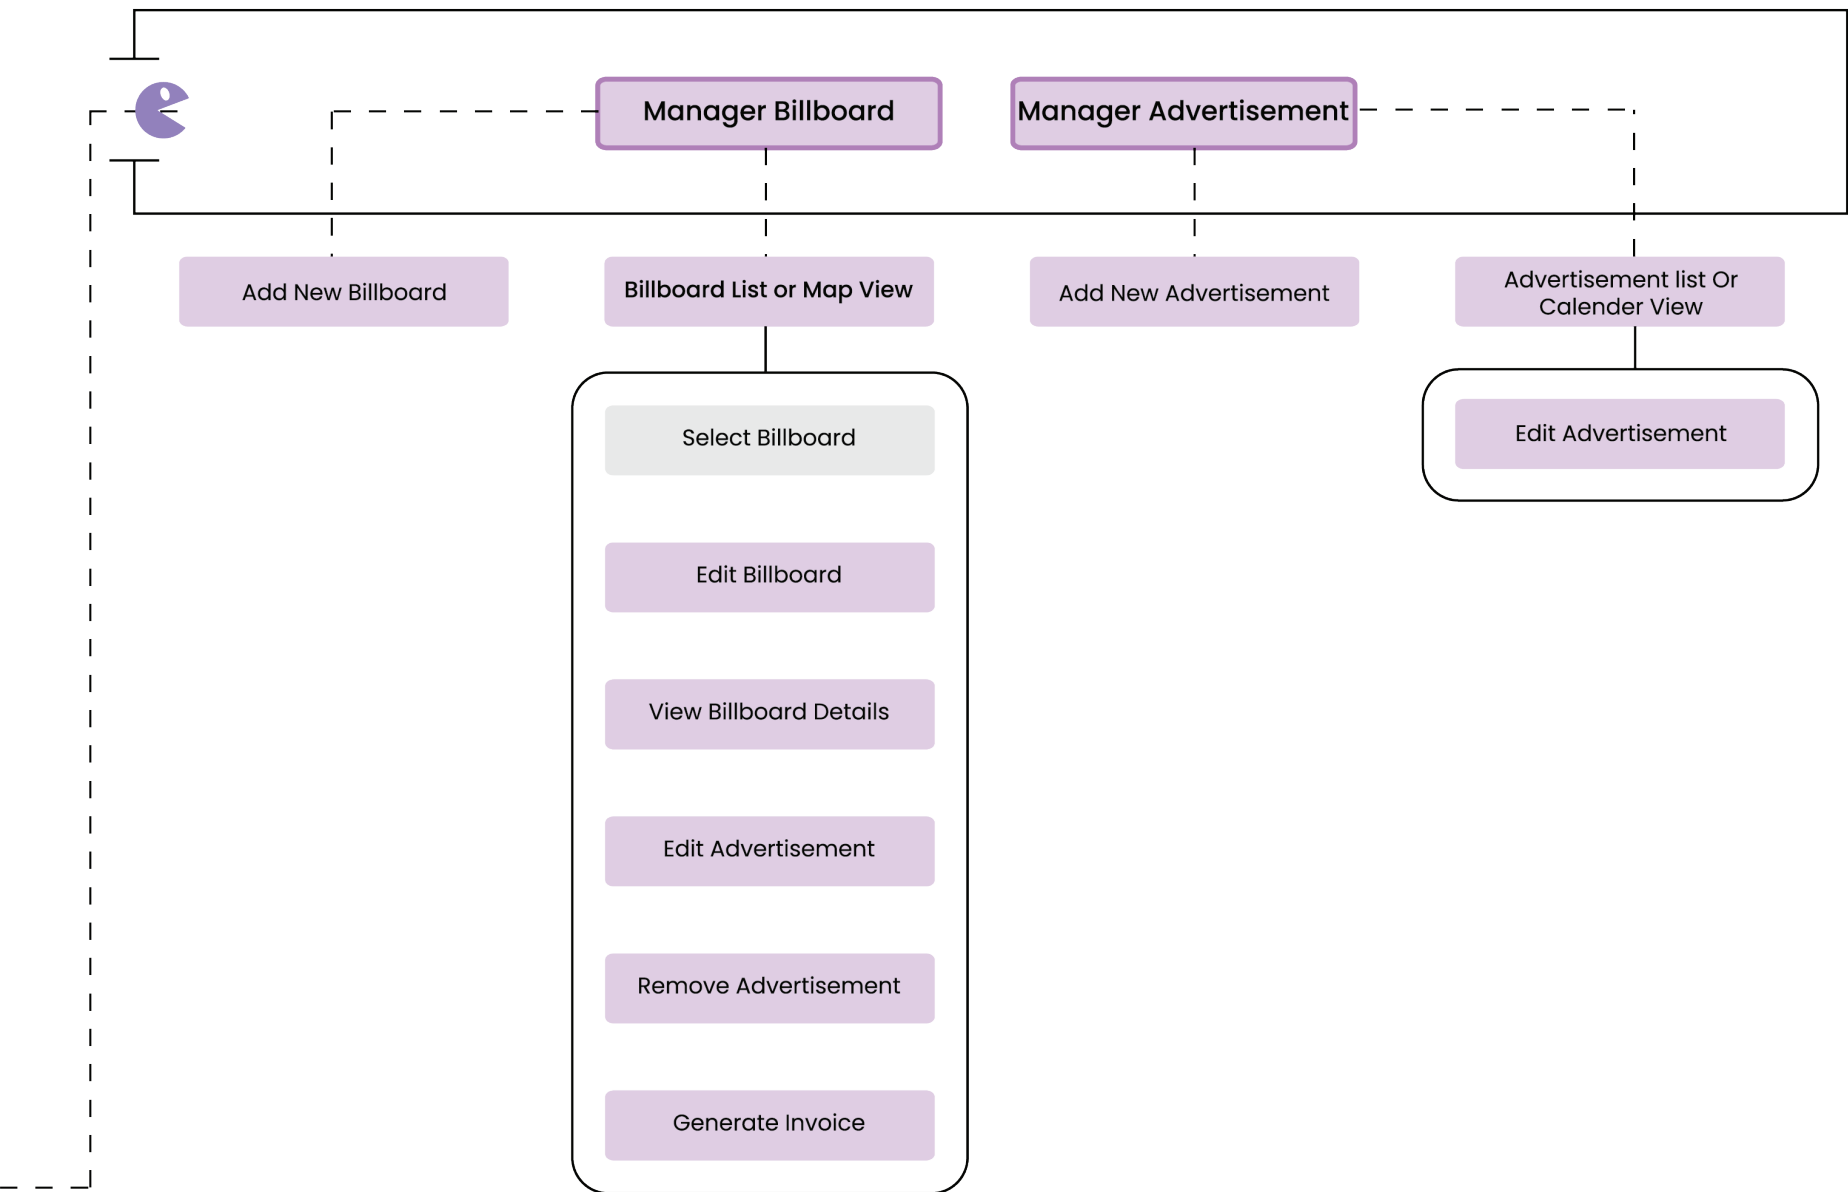 Manager Billboard
Manager Advertisement
Add New Billboard
Billboard List or Map View
Add New Advertisement
Advertisement list Or
Calender View
Select Billboard
Edit Advertisement
Edit Billboard
View Billboard Details
Edit Advertisement
Remove Advertisement
Generate Invoice